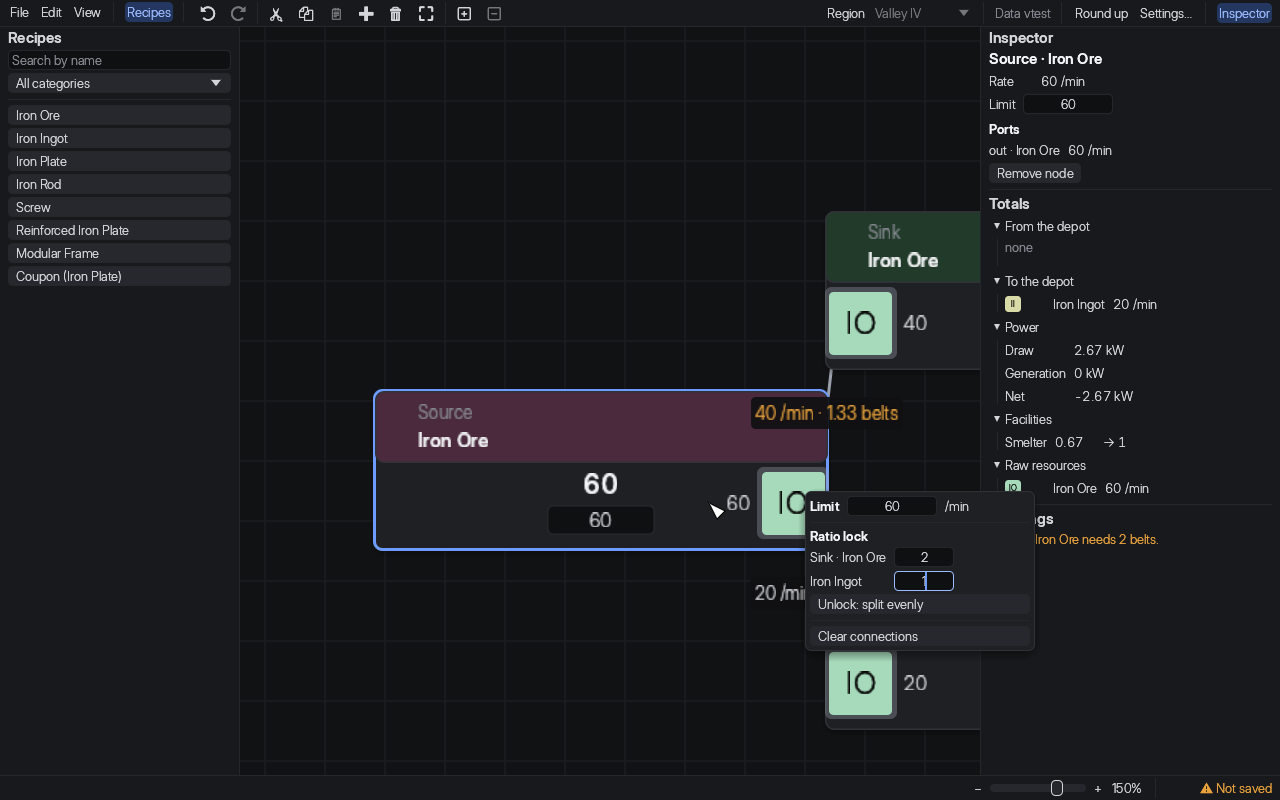 File Edit View Recipes
Region Valley IV Data vtest Round up Settings... Inspector
Recipes
Search by name
All categories
Iron Ore
Iron Ingot
Iron Plate
Iron Rod
Screw
Reinforced Iron Plate
Modular Frame
Coupon (Iron Plate)
Sink
Iron Ore
IO 40
Source
Iron Ore
40 /min · 1.33 belts
60
60
60 IO
20 /min
IO 20
Limit 60 /min
Ratio lock
Sink · Iron Ore 2
Iron Ingot 1
Unlock: split evenly
Clear connections
Inspector
Source · Iron Ore
Rate 60 /min
Limit 60
Ports
out · Iron Ore 60 /min
Remove node
Totals
From the depot
none
To the depot
II Iron Ingot 20 /min
Power
Draw 2.67 kW
Generation 0 kW
Net -2.67 kW
Facilities
Smelter 0.67 → 1
Raw resources
IO Iron Ore 60 /min
gs
Iron Ore needs 2 belts.
− + 150% Not saved